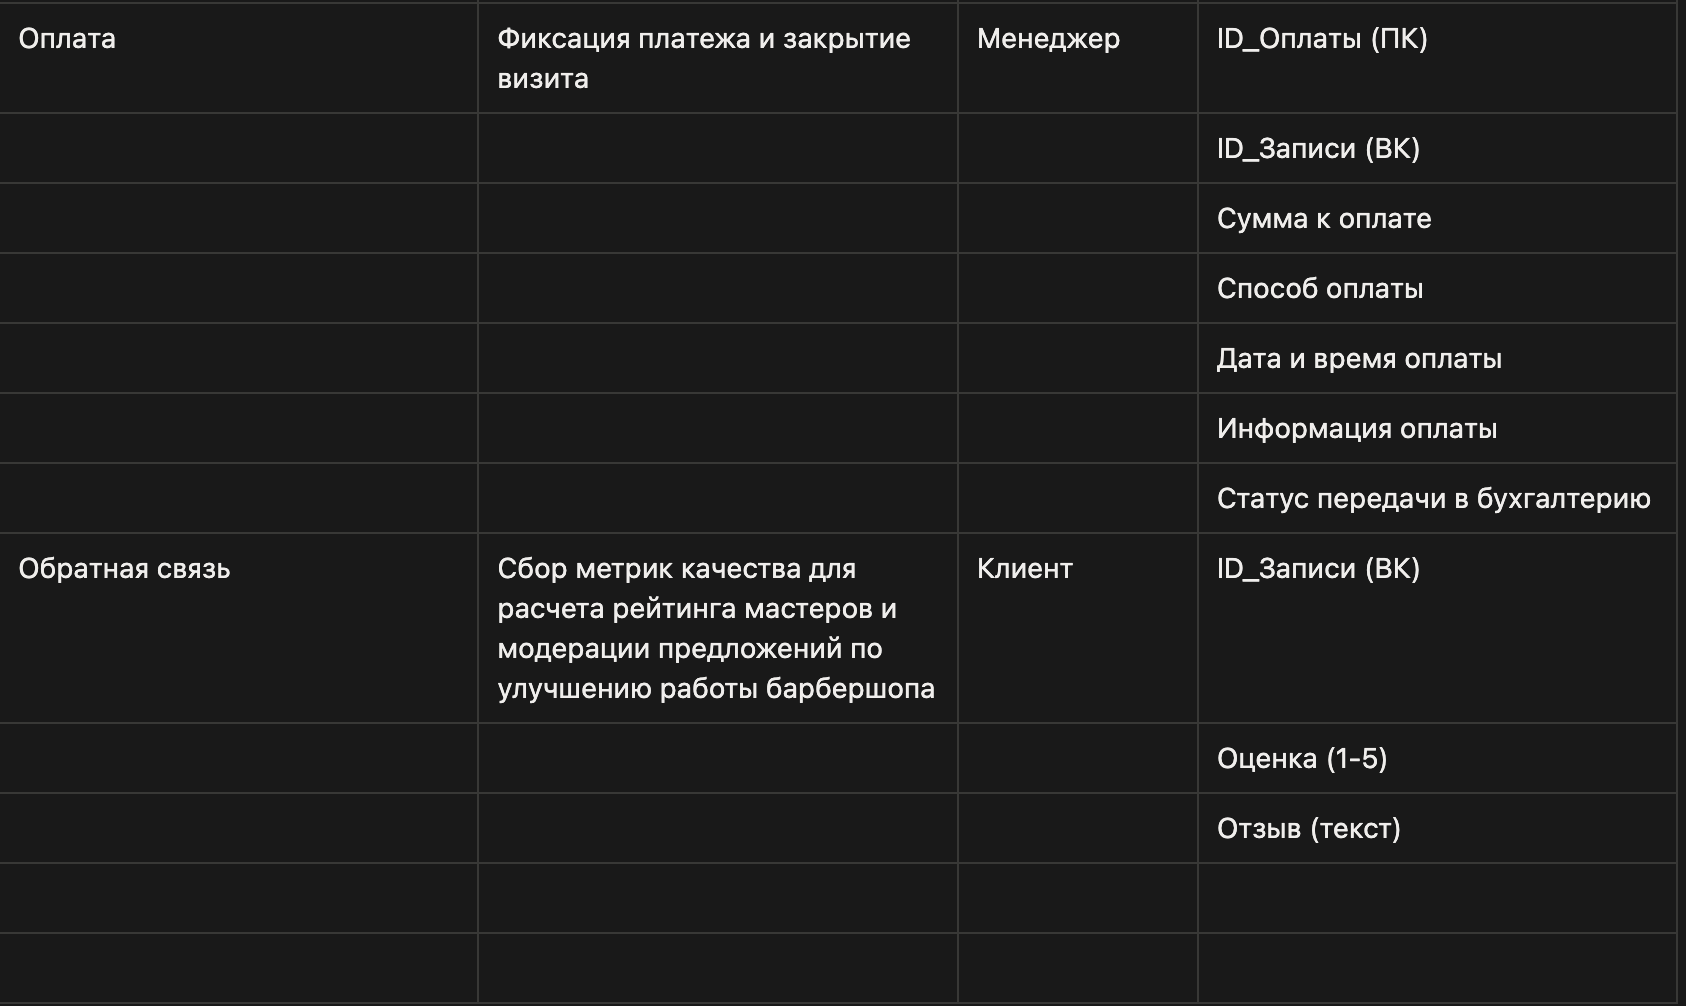 Оплата
Фиксация платежа и закрытие
визита
Менеджер
ID_Оплаты (ПК)
ID_Записи (ВК)
Сумма к оплате
Способ оплаты
Дата и время оплаты
Информация оплаты
Статус передачи в бухгалтерию
Обратная связь
Сбор метрик качества для
расчета рейтинга мастеров и
модерации предложений по
улучшению работы барбершопа
Клиент
ID_Записи (ВК)
Оценка (1-5)
Отзыв (текст)